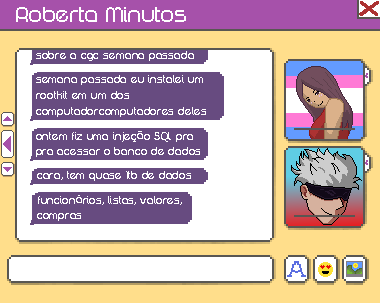 Roberta Minutos
sobre a cgc semana passada
semana passada eu instalei um
rootkit em um dos
computadorcomputadores deles
ontem fiz uma injeção SQL pra
pra acessar o banco de dados
cara, tem quase 1tb de dados
funcionários, listas, valores,
compras
A